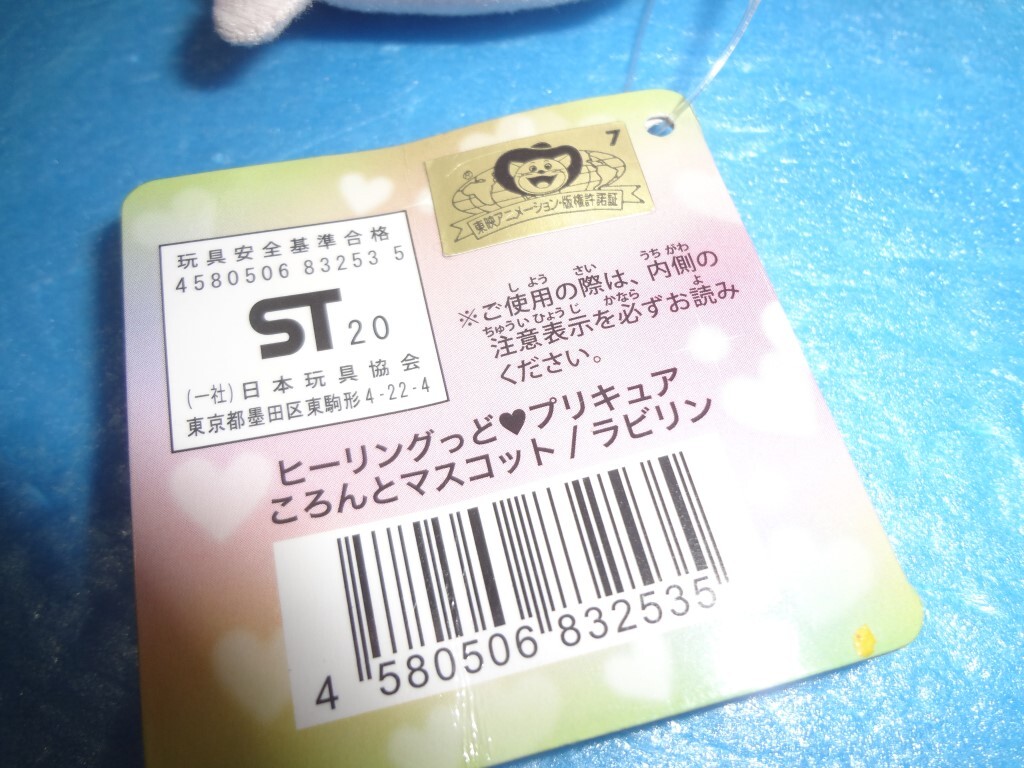 7
東映アニメーション・版権許諾証
玩具安全基準合格
4580506 83253 5
ST 20
(一社)日本玩具協会
東京都墨田区東駒形4-22-4
※ご使用の際は、内側の
しよう さい うちがわ
注意表示を必ずお読み
ちゅうい ひょうじ かなら よ
ください。
ヒーリングっど♥プリキュア
ころんとマスコット/ラビリン
4 580506 832535